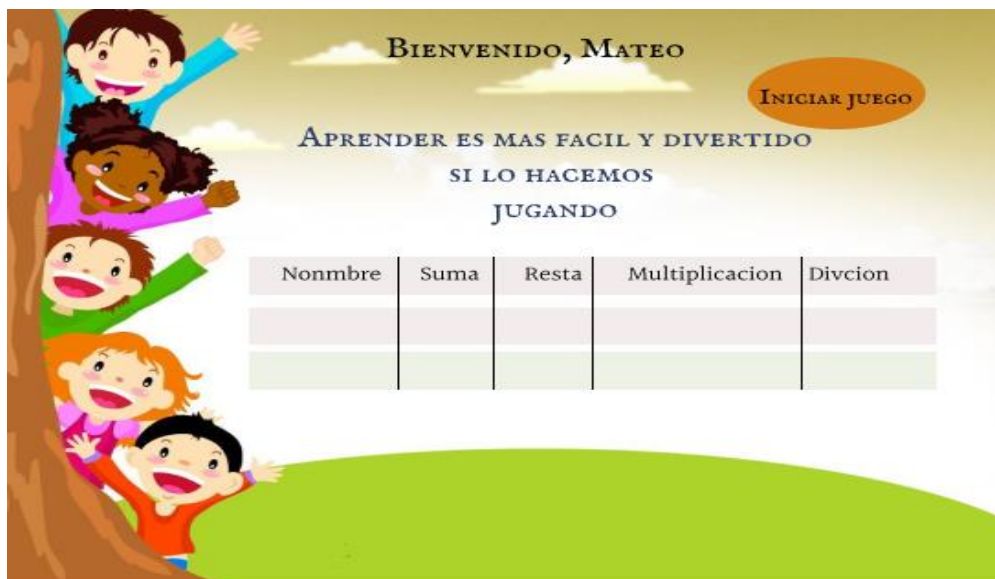 Bienvenido, Mateo
Iniciar juego
Aprender es mas facil y divertido
si lo hacemos
jugando
Nonmbre Suma Resta Multiplicacion Divcion